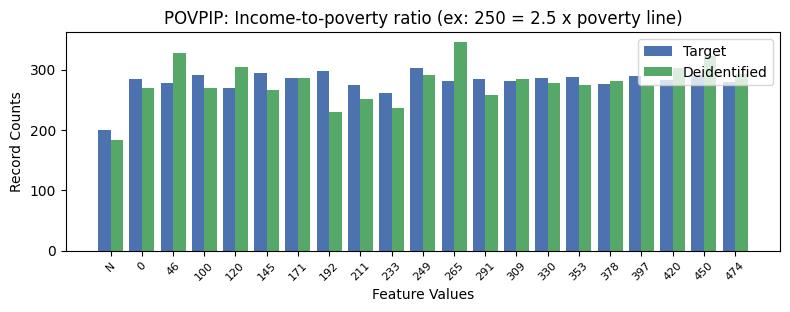 POVPIP: Income-to-poverty ratio (ex: 250 = 2.5 x poverty line)
Target
Deidentified
Record Counts
300
200
100
0
N 0 46 100 120 145 171 192 211 233 249 265 291 309 330 353 378 397 420 450 474
Feature Values